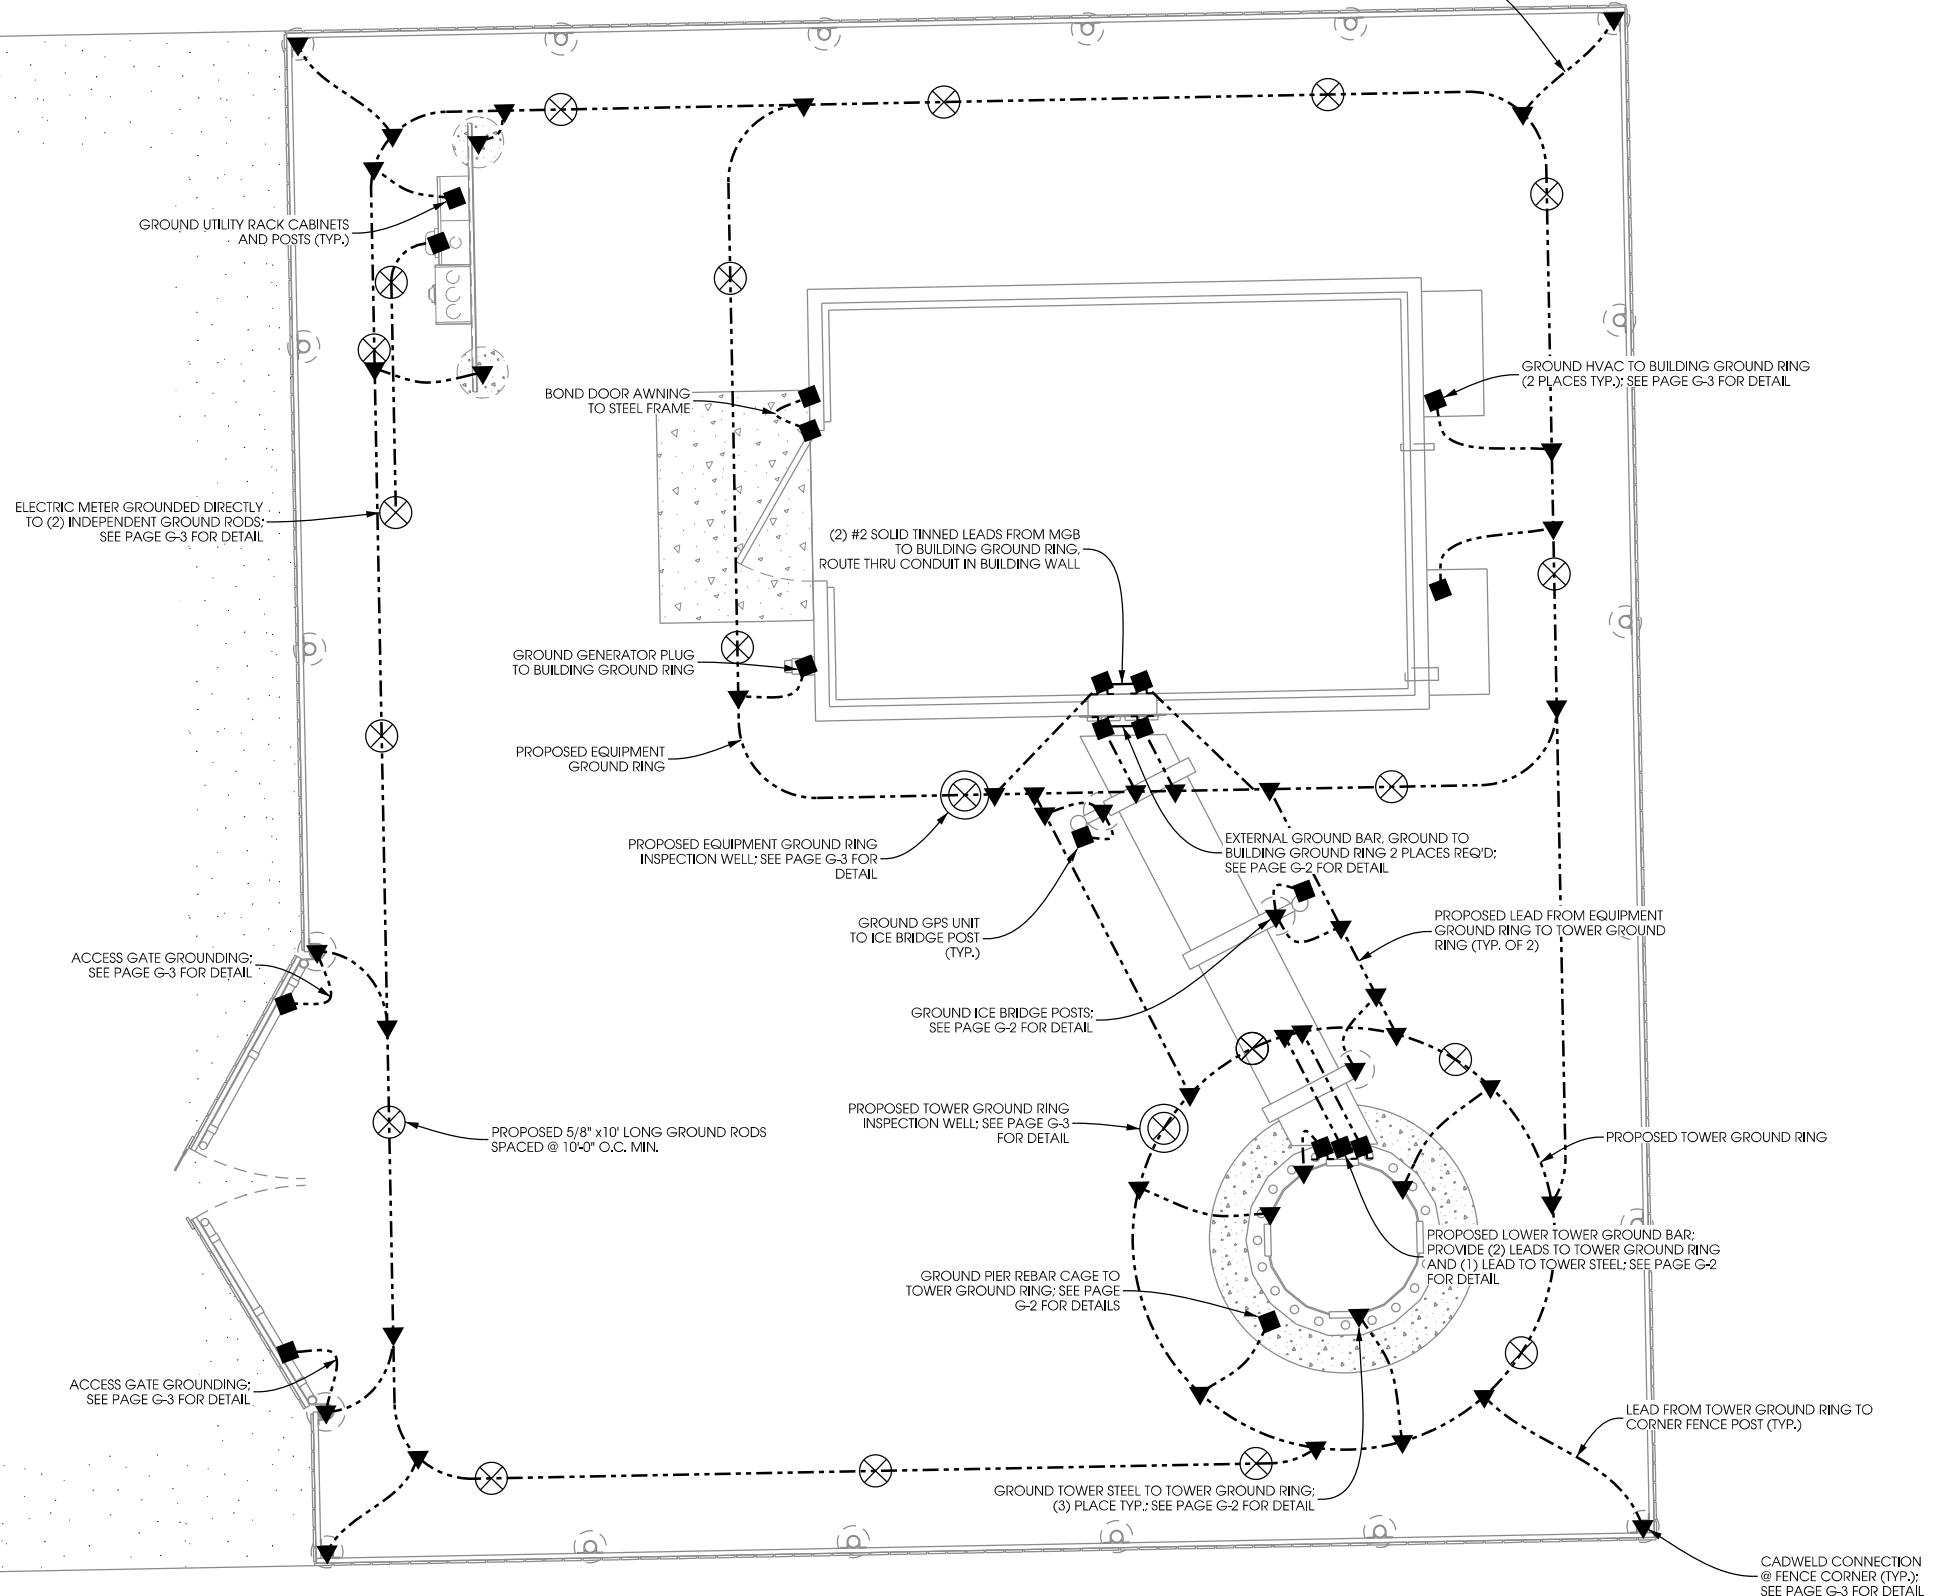 GROUND UTILITY RACK CABINETS
AND POSTS (TYP.)
GROUND HVAC TO BUILDING GROUND RING
(2 PLACES TYP.); SEE PAGE G-3 FOR DETAIL
BOND DOOR AWNING
TO STEEL FRAME
ELECTRIC METER GROUNDED DIRECTLY
TO (2) INDEPENDENT GROUND RODS;
SEE PAGE G-3 FOR DETAIL
(2) #2 SOLID TINNED LEADS FROM MGB
TO BUILDING GROUND RING,
ROUTE THRU CONDUIT IN BUILDING WALL
GROUND GENERATOR PLUG
TO BUILDING GROUND RING
PROPOSED EQUIPMENT
GROUND RING
PROPOSED EQUIPMENT GROUND RING
INSPECTION WELL; SEE PAGE G-3 FOR
DETAIL
EXTERNAL GROUND BAR, GROUND TO
BUILDING GROUND RING 2 PLACES REQ'D;
SEE PAGE G-2 FOR DETAIL
GROUND GPS UNIT
TO ICE BRIDGE POST
(TYP.)
PROPOSED LEAD FROM EQUIPMENT
GROUND RING TO TOWER GROUND
RING (TYP. OF 2)
ACCESS GATE GROUNDING;
SEE PAGE G-3 FOR DETAIL
GROUND ICE BRIDGE POSTS;
SEE PAGE G-2 FOR DETAIL
PROPOSED 5/8" x10' LONG GROUND RODS
SPACED @ 10'-0" O.C. MIN.
PROPOSED TOWER GROUND RING
INSPECTION WELL; SEE PAGE G-3
FOR DETAIL
PROPOSED TOWER GROUND RING
PROPOSED LOWER TOWER GROUND BAR;
PROVIDE (2) LEADS TO TOWER GROUND RING
AND (1) LEAD TO TOWER STEEL; SEE PAGE G-2
FOR DETAIL
GROUND PIER REBAR CAGE TO
TOWER GROUND RING; SEE PAGE
G-2 FOR DETAILS
ACCESS GATE GROUNDING;
SEE PAGE G-3 FOR DETAIL
LEAD FROM TOWER GROUND RING TO
CORNER FENCE POST (TYP.)
GROUND TOWER STEEL TO TOWER GROUND RING;
(3) PLACE TYP.; SEE PAGE G-2 FOR DETAIL
CADWELD CONNECTION
@ FENCE CORNER (TYP.);
SEE PAGE G-3 FOR DETAIL